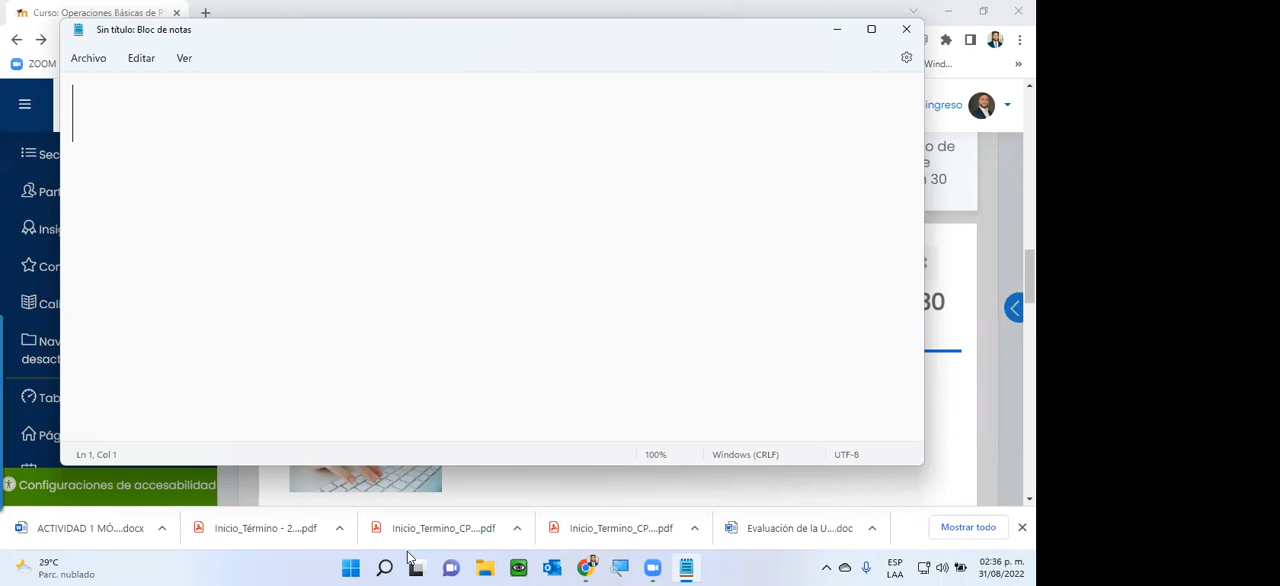 Curso: Operaciones Básicas de P
Sin título: Bloc de notas
Archivo
Editar
Ver
ZOOM
Wind...
ingreso
o de
e
30
Sec
Part
Insi
Con
Cali
Nav
desact
Tab
Pág
30
Ln 1, Col 1
100%
Windows (CRLF)
UTF-8
Configuraciones de accesabilidad
ACTIVIDAD 1 MÓ....docx
Inicio_Término - 2....pdf
Inicio_Termino_CP....pdf
Inicio_Termino_CP....pdf
Evaluación de la U....doc
Mostrar todo
29°C
Parc. nublado
ESP
LAA
02:36 p. m.
31/08/2022